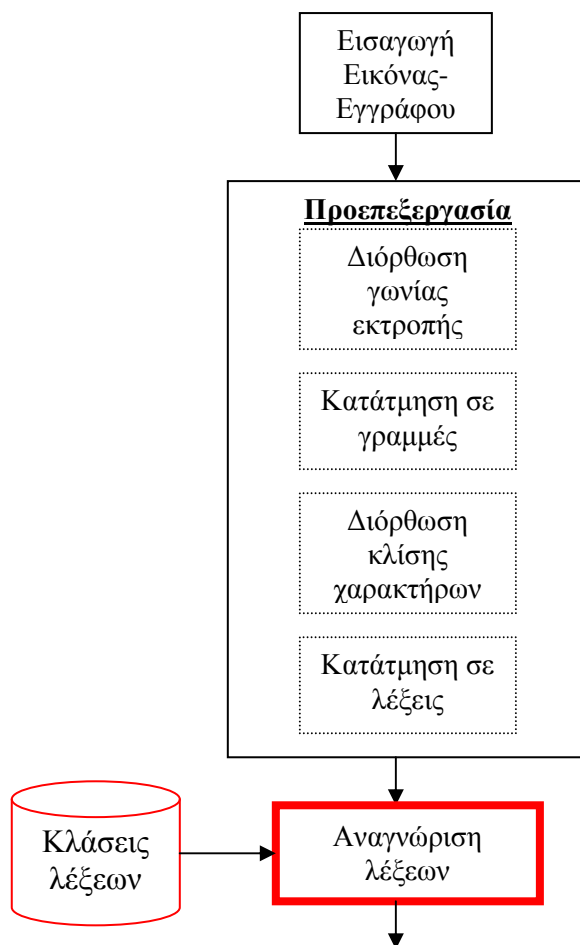 Εισαγωγή
Εικόνας-
Εγγράφου
Προεπεξεργασία
Διόρθωση
γωνίας
εκτροπής
Κατάτμηση σε
γραμμές
Διόρθωση
κλίσης
χαρακτήρων
Κατάτμηση σε
λέξεις
Κλάσεις
λέξεων
Αναγνώριση
λέξεων